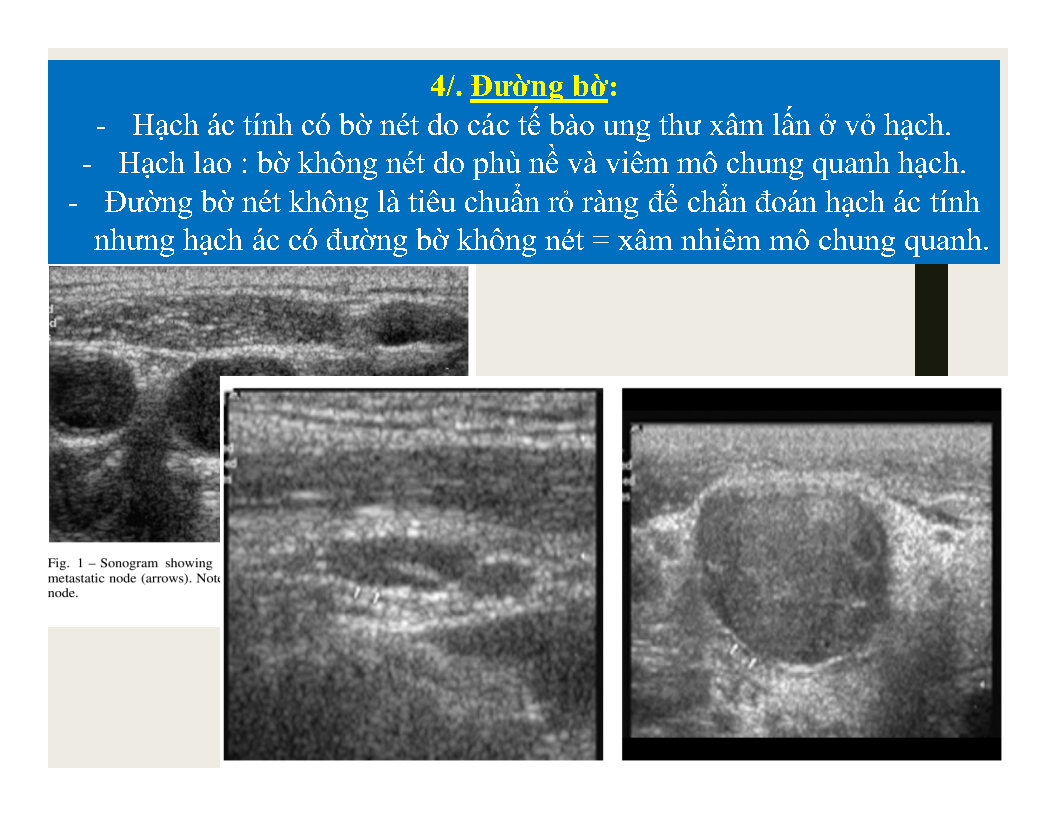 4/. Đường bờ:
- Hạch ác tính có bờ nét do các tế bào ung thư xâm lấn ở vỏ hạch.
- Hạch lao : bờ không nét do phù nề và viêm mô chung quanh hạch.
- Đường bờ nét không là tiêu chuẩn rỏ ràng để chẩn đoán hạch ác tính
nhưng hạch ác có đường bờ không nét = xâm nhiêm mô chung quanh.
Fig. 1 – Sonogram showing
metastatic node (arrows). Note
node.